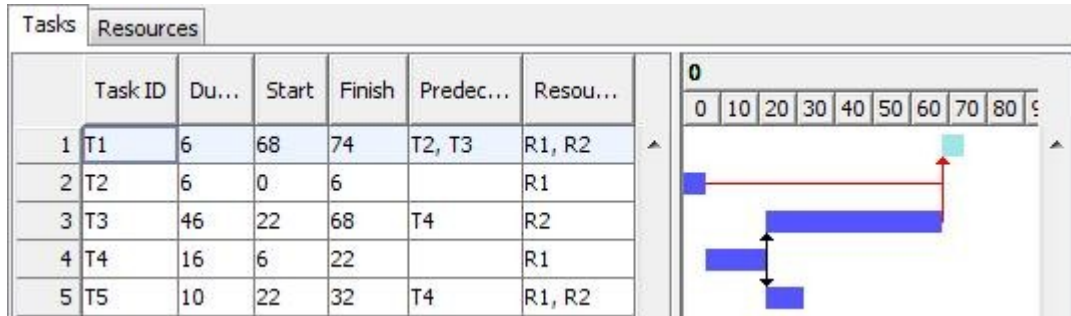 Tasks Resources
Task ID Du... Start Finish Predec... Resou...
0
0 10 20 30 40 50 60 70 80 9
1 T1 6 68 74 T2, T3 R1, R2
2 T2 6 0 6 R1
3 T3 46 22 68 T4 R2
4 T4 16 6 22 R1
5 T5 10 22 32 T4 R1, R2